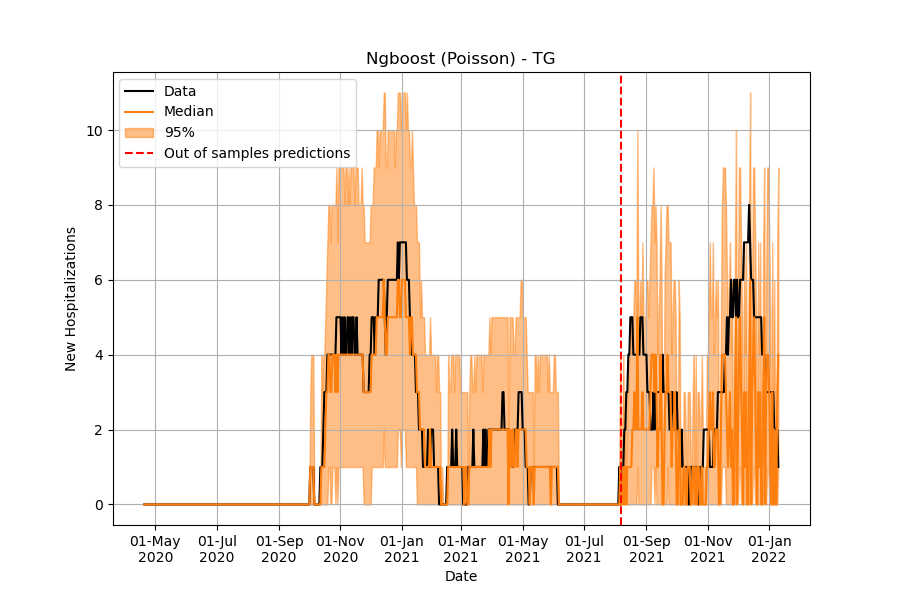 Ngboost (Poisson) - TG
Data
Median
95%
Out of samples predictions
New Hospitalizations
10
8
6
4
2
0
01-May 01-Jul 01-Sep 01-Nov 01-Jan 01-Mar 01-May 01-Jul 01-Sep 01-Nov 01-Jan
2020 2020 2020 2020 2021 2021 2021 2021 2021 2021 2022
Date